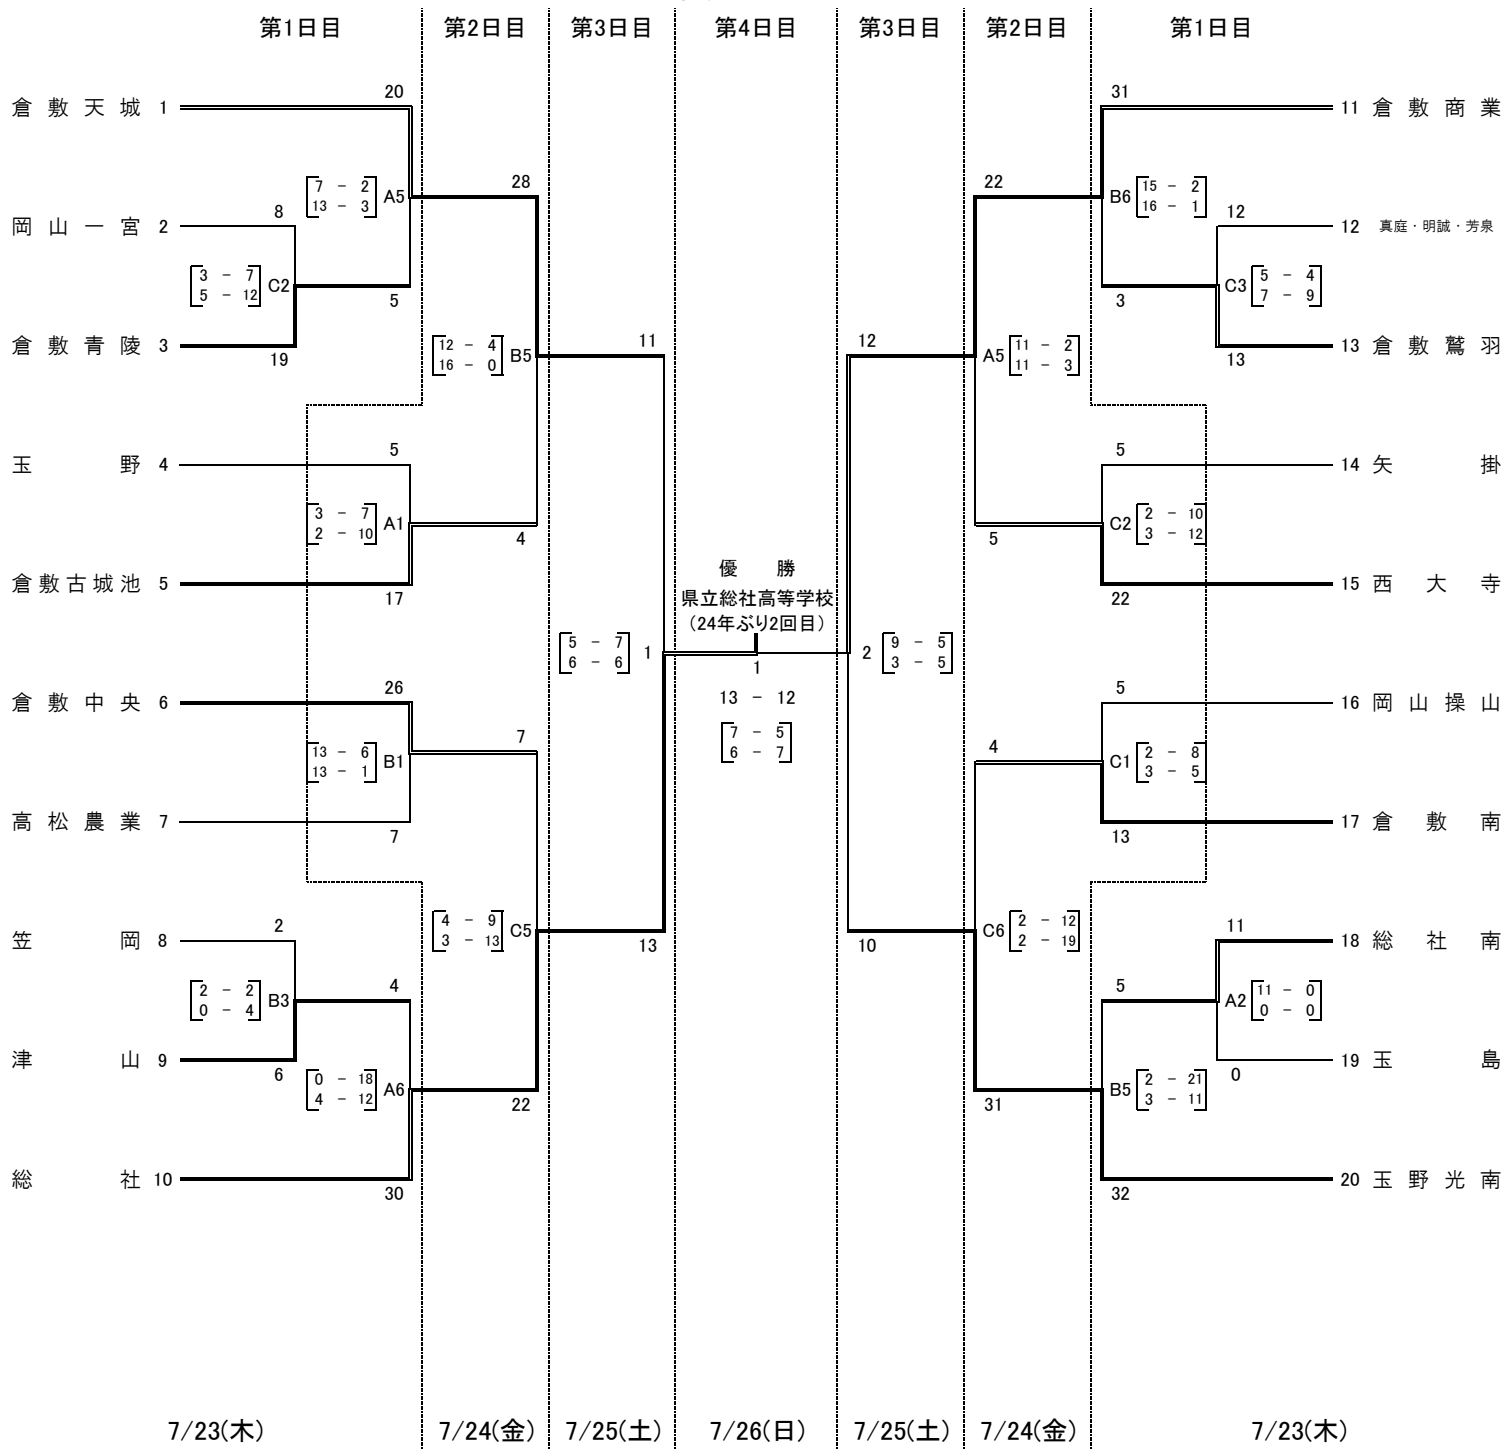 第1日目 第2日目 第3日目 第4日目 第3日目 第2日目 第1日目
20 31
倉敷天城 1 11 倉敷商業
28 22
7 - 2 A5 B6 15 - 2
13 - 3 16 - 1
8 12
岡山一宮 2 12 真庭・明誠・芳泉
3 - 7 C2 C3 5 - 4
5 - 12 7 - 9
5 3
倉敷青陵 3 13 倉敷鷲羽
19 13
11 12
12 - 4 B5 A5 11 - 2
16 - 0 11 - 3
5 5
玉野 4 14 矢掛
3 - 7 A1 C2 2 - 10
2 - 10 3 - 12
4 5
倉敷古城池 5 15 西大寺
17 22
優勝
県立総社高等学校
(24年ぶり2回目)
5 - 7 1 2 9 - 5
6 - 6 3 - 5
1
13 - 12
7 - 5
6 - 7
26 5
倉敷中央 6 16 岡山操山
7 4
13 - 6 B1 C1 2 - 8
13 - 1 3 - 5
高松農業 7 17 倉敷南
7 13
4 - 9 C5 C6 2 - 12
3 - 13 2 - 19
13 10
2 11
笠岡 8 18 総社南
4 5
2 - 2 B3 A2 11 - 0
0 - 4 0 - 0
津山 9 19 玉島
6 0
0 - 18 A6 B5 2 - 21
4 - 12 3 - 11
22 31
総社 10 20 玉野光南
30 32
7/23(木) 7/24(金) 7/25(土) 7/26(日) 7/25(土) 7/24(金) 7/23(木)